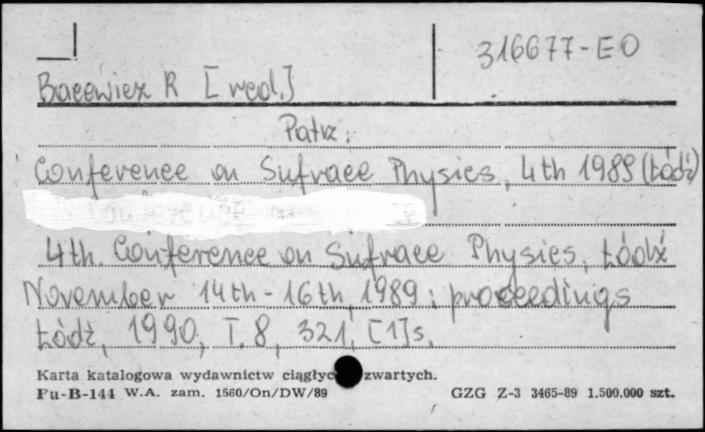 316677-EO
Bacewicz R [red.]
Patrz:
Conference on Sufrace Physics, 4th 1989 (Łódź)
4th Conference on Sufrace Physics, Łódź
November 14th-16th, 1989: proceedings
Łódź, 1990, T. 8, 321, [1] s.
Karta katalogowa wydawnictw ciągłyc zwartych.
Pu-B-144 W.A. zam. 1560/On/DW/89 GZG Z-3 3465-89 1.500.000 szt.